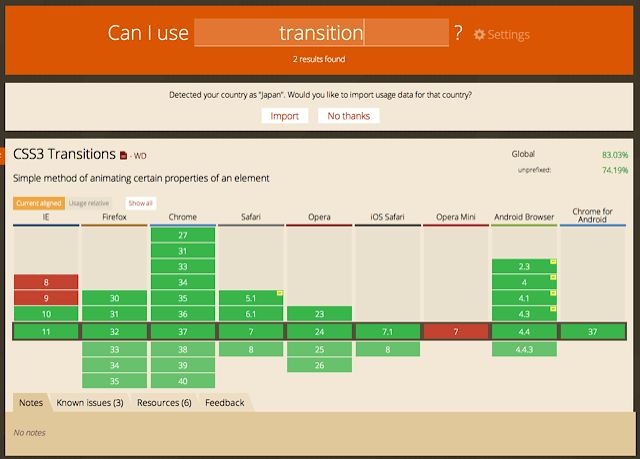 Can I use transition ? Settings
2 results found
Detected your country as "Japan". Would you like to import usage data for that country?
Import No thanks
CSS3 Transitions - WD
Global 83.03%
unprefixed: 74.19%
Simple method of animating certain properties of an element
Current aligned Usage relative Show all
IE Firefox Chrome Safari Opera iOS Safari Opera Mini Android Browser Chrome for Android
27
31
33 2.3
8 34 4
9 30 35 5.1 4.1
10 31 36 6.1 23 4.3
11 32 37 7 24 7.1 7 4.4 37
33 38 8 25 8 4.4.3
34 39 26
35 40
Notes Known issues (3) Resources (6) Feedback
No notes